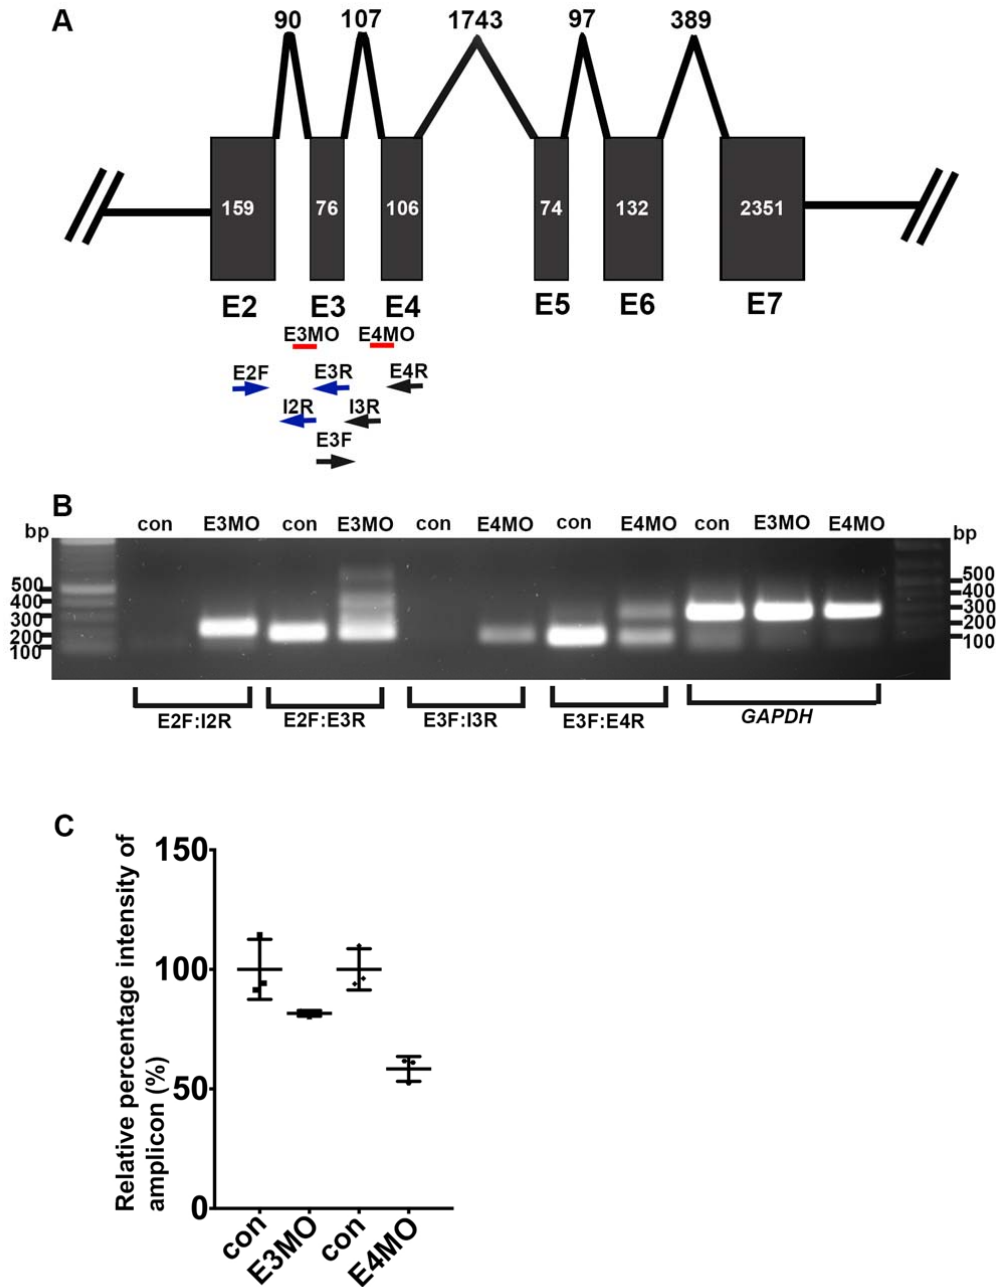 A
90 107 1743 97 389
159 76 106 74 132 2351
E2 E3 E4 E5 E6 E7
E3MO E4MO
E2F E3R E4R
I2R I3R
E3F
B
bp con E3MO con E3MO con E4MO con E4MO con E3MO E4MO bp
500
400
300
200
100
500
400
300
200
100
E2F:I2R E2F:E3R E3F:I3R E3F:E4R GAPDH
C
Relative percentage intensity of
amplicon (%)
150
100
50
0
con E3MO con E4MO